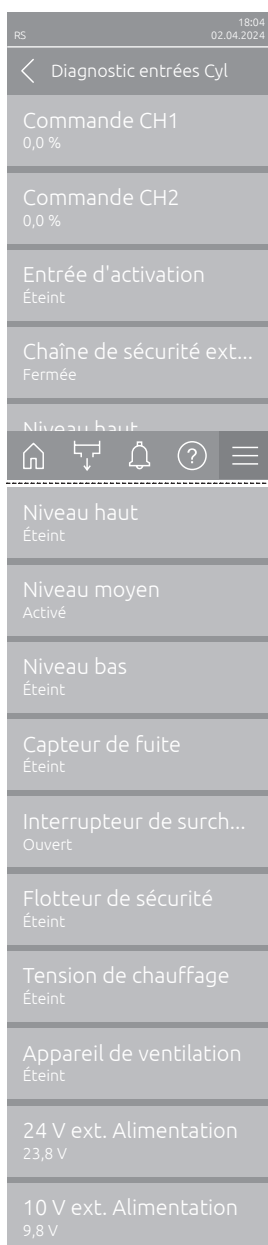 18:04
RS
02.04.2024
Diagnostic entrées Cyl
Commande CH1
0,0 %
Commande CH2
0,0 %
Entrée d'activation
Éteint
Chaîne de sécurité ext...
Fermée
Niveau haut
Niveau haut
Éteint
Niveau moyen
Activé
Niveau bas
Éteint
Capteur de fuite
Éteint
Interrupteur de surch...
Ouvert
Flotteur de sécurité
Éteint
Tension de chauffage
Éteint
Appareil de ventilation
Éteint
24 V ext. Alimentation
23,8 V
10 V ext. Alimentation
9,8 V